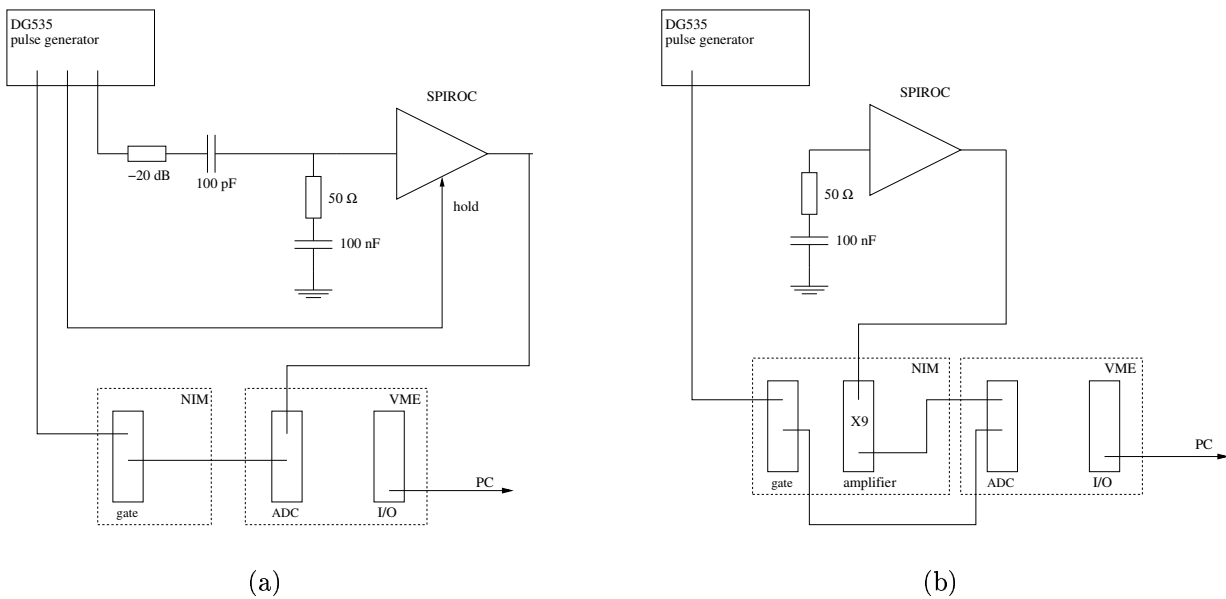 DG535
pulse generator
SPIROC
−20 dB
100 pF
50 Ω
hold
100 nF
NIM
VME
PC
gate
ADC
I/O
(a)
DG535
pulse generator
SPIROC
50 Ω
100 nF
NIM
VME
X9
PC
gate
amplifier
ADC
I/O
(b)